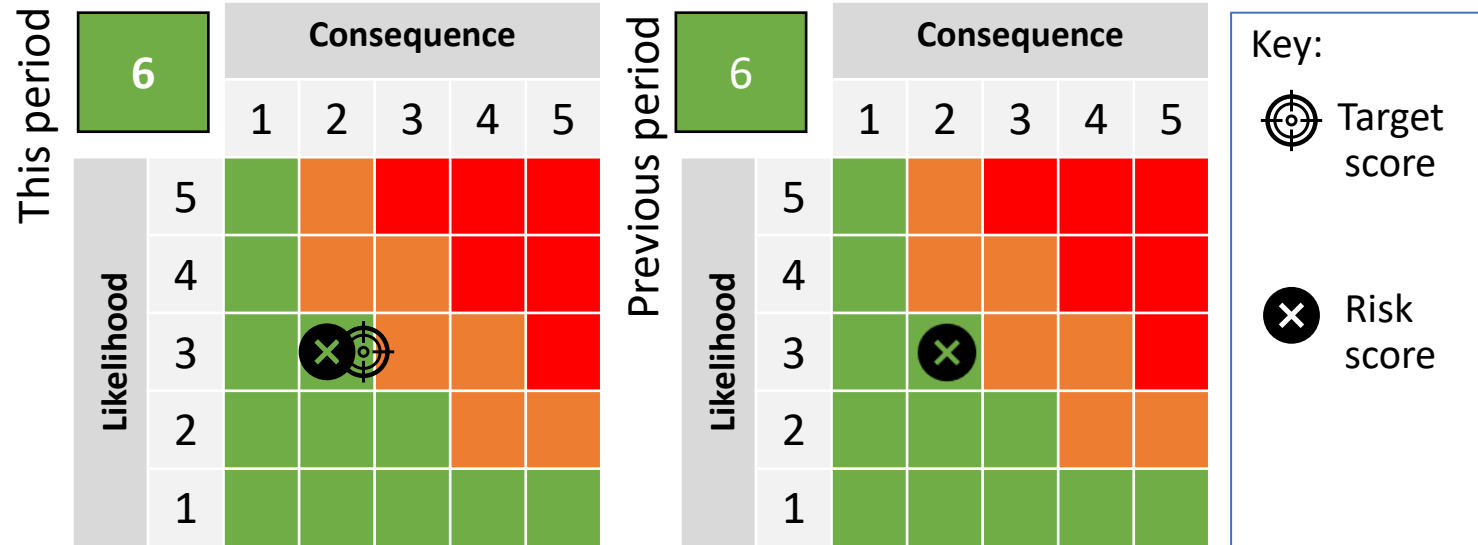 This period
6
Consequence
1 2 3 4 5
Likelihood
5
4
3
2
1
Previous period
6
Consequence
1 2 3 4 5
Likelihood
5
4
3
2
1
Key:
Target
score
Risk
score